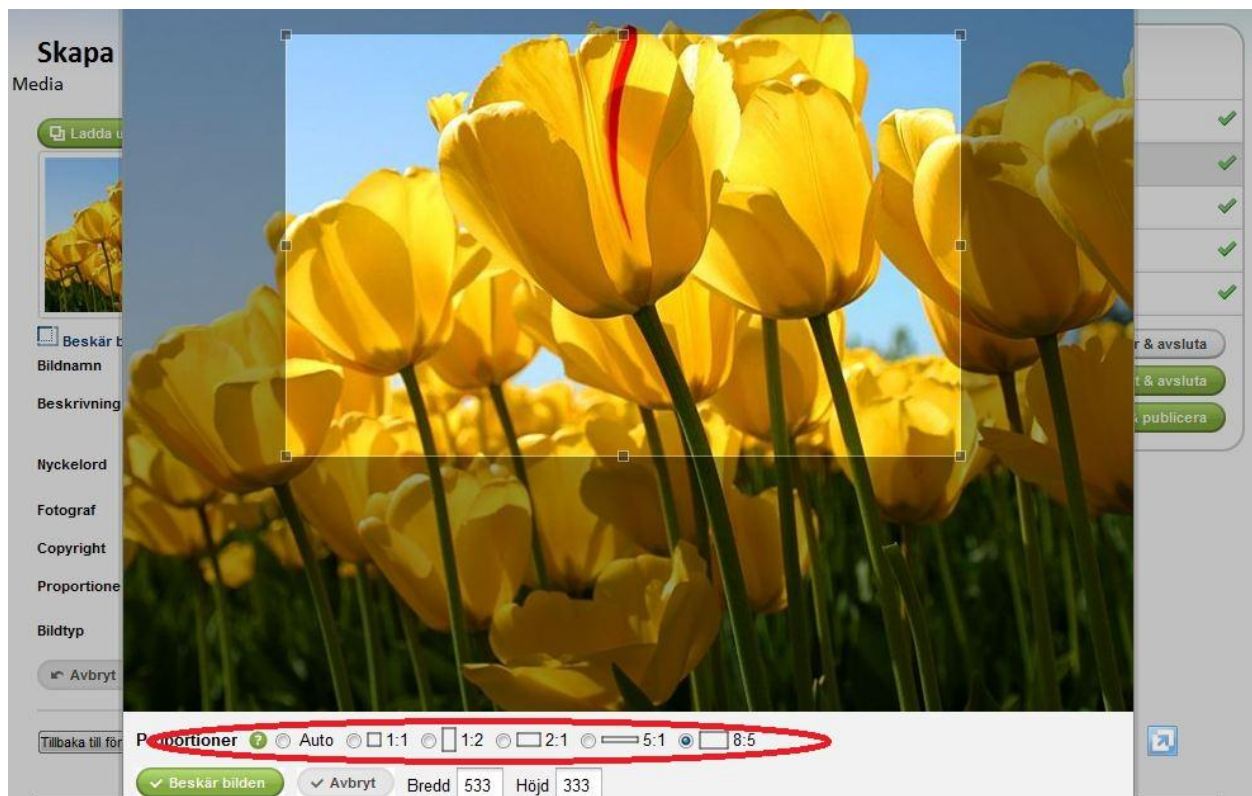 Skapa
Media
Ladda u
Beskär b
Bildnamn
Beskrivning
Nyckelord
Fotograf
Copyright
Proportione
Bildtyp
Avbryt
Tillbaka till för
r & avsluta
t & avsluta
& publicera
Proportioner ? Auto 1:1 1:2 2:1 5:1 8:5
Beskär bilden Avbryt Bredd 533 Höjd 333